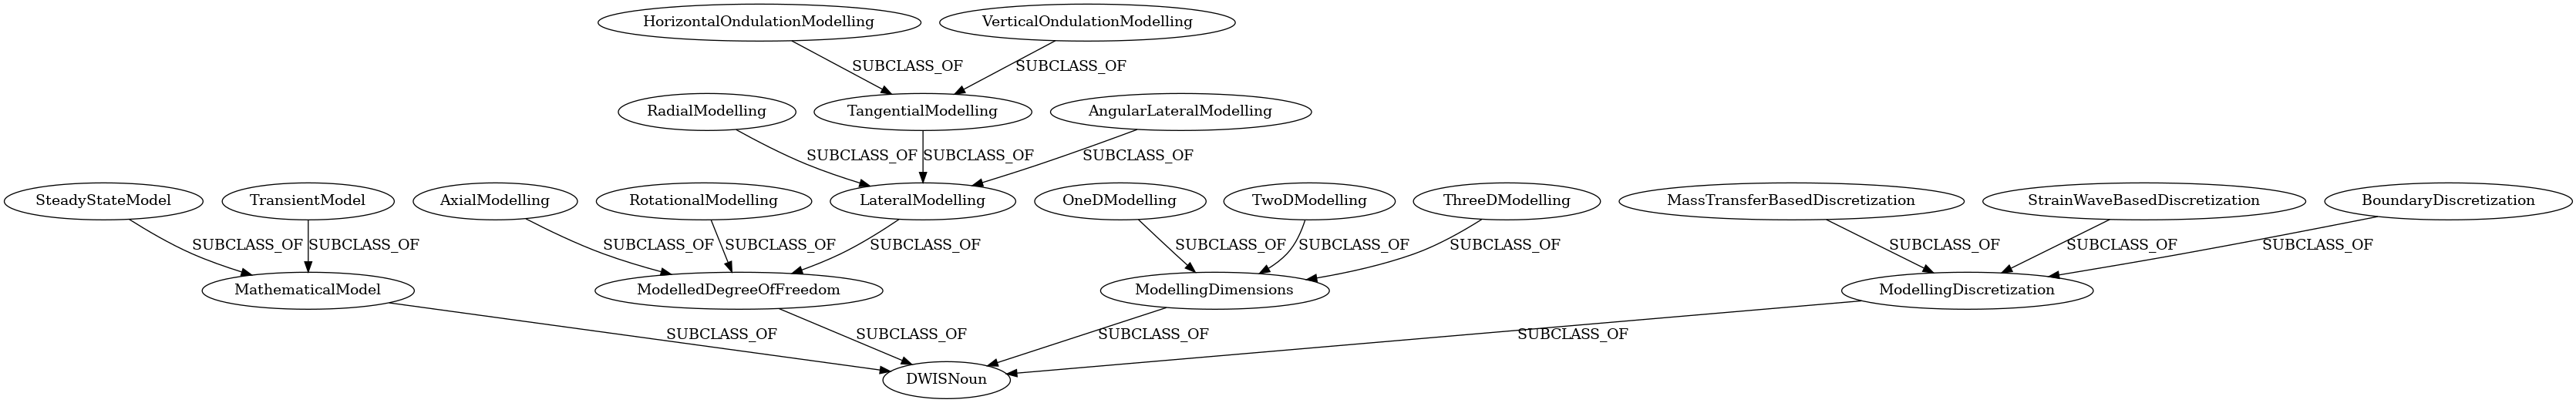 HorizontalOndulationModelling VerticalOndulationModelling
SUBCLASS_OF SUBCLASS_OF
RadialModelling TangentialModelling AngularLateralModelling
SUBCLASS_OF SUBCLASS_OF SUBCLASS_OF
SteadyStateModel TransientModel AxialModelling RotationalModelling LateralModelling OneDModelling TwoDModelling ThreeDModelling MassTransferBasedDiscretization StrainWaveBasedDiscretization BoundaryDiscretization
SUBCLASS_OF SUBCLASS_OF SUBCLASS_OF SUBCLASS_OF SUBCLASS_OF SUBCLASS_OF SUBCLASS_OF SUBCLASS_OF SUBCLASS_OF SUBCLASS_OF SUBCLASS_OF
MathematicalModel ModelledDegreeOfFreedom ModellingDimensions ModellingDiscretization
SUBCLASS_OF SUBCLASS_OF SUBCLASS_OF SUBCLASS_OF
DWISNoun